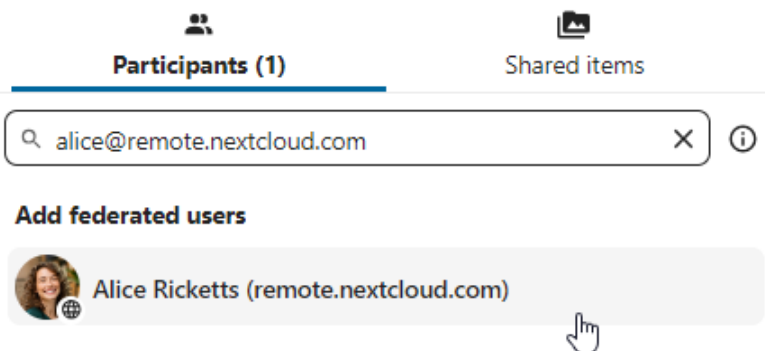 Participants (1)
Shared items
alice@remote.nextcloud.com
Add federated users
Alice Ricketts (remote.nextcloud.com)